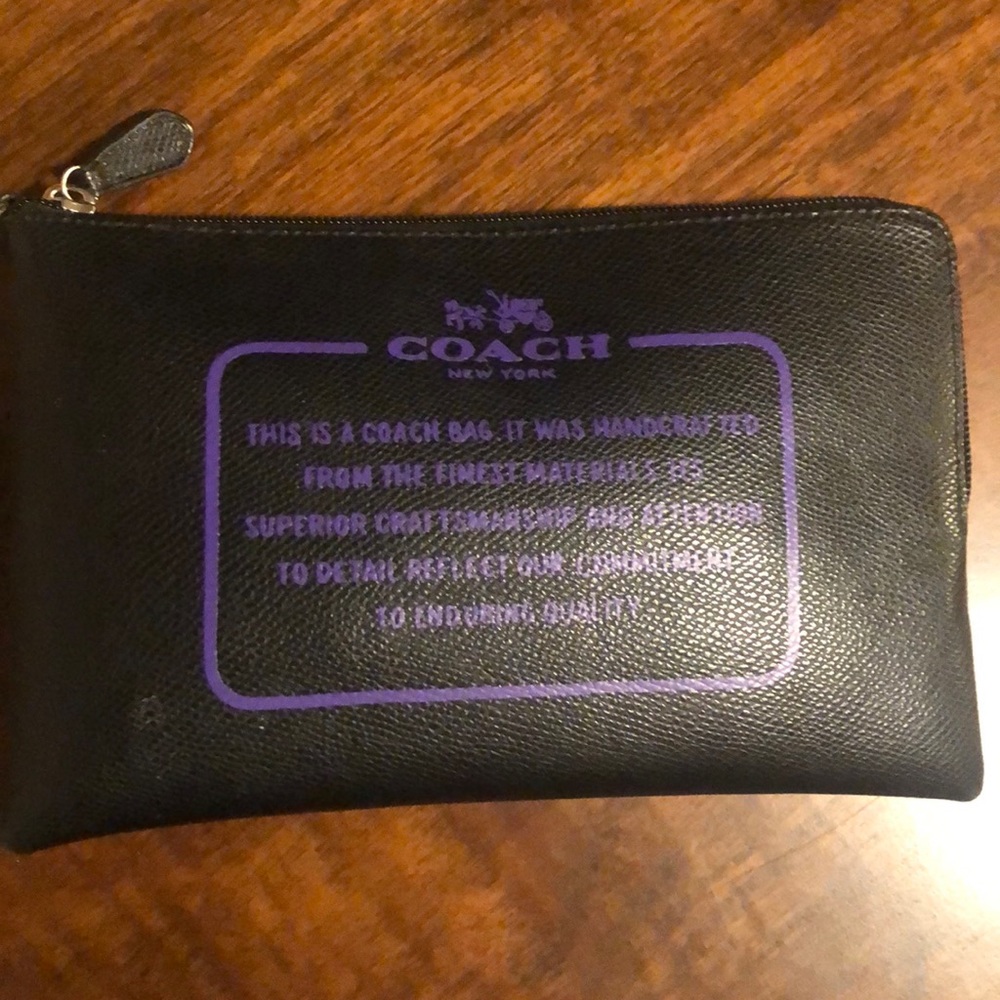 COACH
NEW YORK
THIS IS A COACH BAG. IT WAS HANDCRAFTED
FROM THE FINEST MATERIALS. ITS
SUPERIOR CRAFTSMANSHIP AND ATTENTION
TO DETAIL REFLECT OUR COMMITMENT
TO ENDURING QUALITY